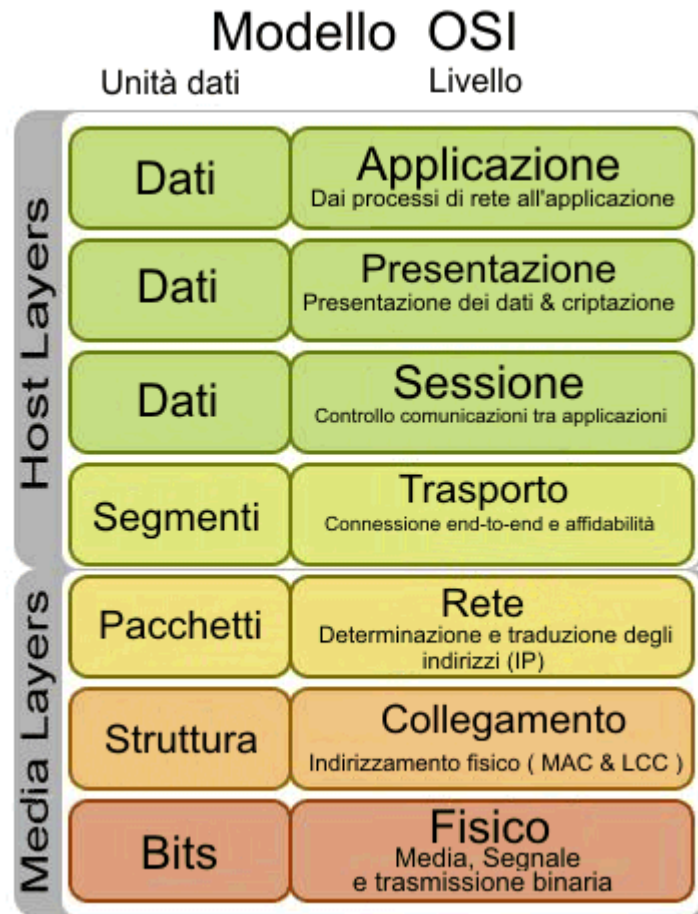 Modello OSI
Unità dati
Livello
Host Layers
Dati
Applicazione
Dai processi di rete all'applicazione
Dati
Presentazione
Presentazione dei dati & criptazione
Dati
Sessione
Controllo comunicazioni tra applicazioni
Segmenti
Trasporto
Connessione end-to-end e affidabilità
Media Layers
Pacchetti
Rete
Determinazione e traduzione degli
indirizzi (IP)
Struttura
Collegamento
Indirizzamento fisico ( MAC & LCC )
Bits
Fisico
Media, Segnale
e trasmissione binaria